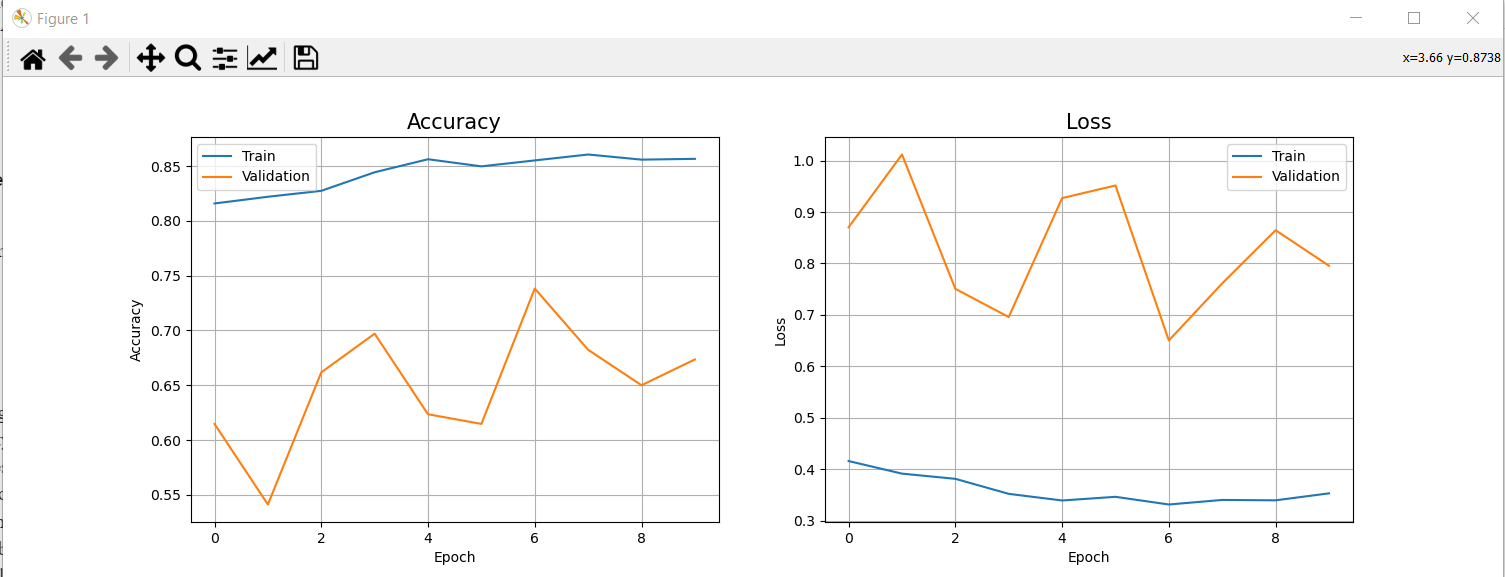 Figure 1
x=3.66 y=0.8738
Accuracy
Train
Validation
0.85
0.80
0.75
0.70
0.65
0.60
0.55
Accuracy
0 2 4 6 8
Epoch
Loss
Train
Validation
1.0
0.9
0.8
0.7
0.6
0.5
0.4
0.3
Loss
0 2 4 6 8
Epoch